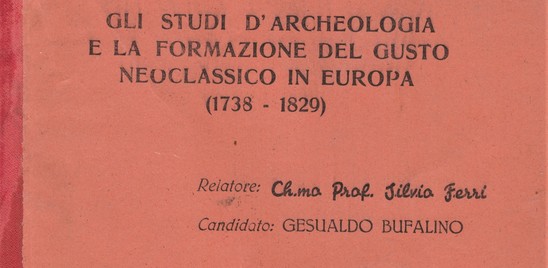 GLI STUDI D'ARCHEOLOGIA
E LA FORMAZIONE DEL GUSTO
NEOCLASSICO IN EUROPA
(1738 - 1829)
Relatore: Ch.mo Prof. Silvio Ferri
Candidato: GESUALDO BUFALINO